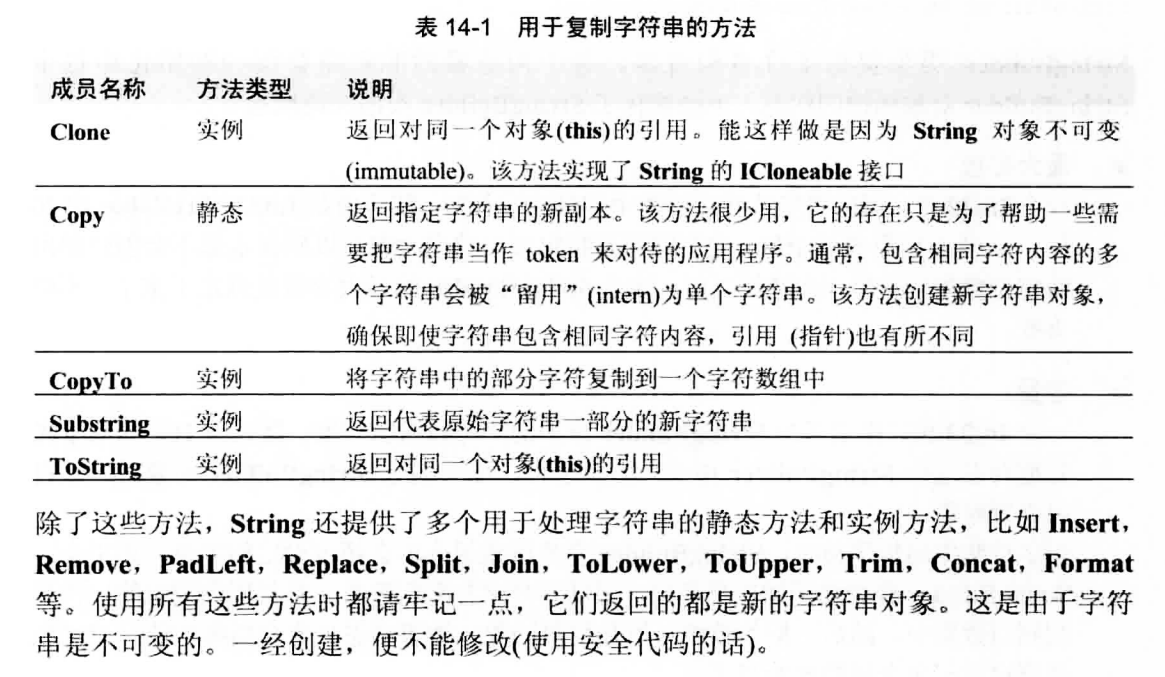 表 14-1 用于复制字符串的方法
成员名称 方法类型 说明
Clone 实例 返回对同一个对象(this)的引用。能这样做是因为 String 对象不可变
(immutable)。该方法实现了 String 的 ICloneable 接口
Copy 静态 返回指定字符串的新副本。该方法很少用，它的存在只是为了帮助一些需
要把字符串当作 token 来对待的应用程序。通常，包含相同字符内容的多
个字符串会被“留用”(intern)为单个字符串。该方法创建新字符串对象，
确保即使字符串包含相同字符内容，引用 (指针)也有所不同
CopyTo 实例 将字符串中的部分字符复制到一个字符数组中
Substring 实例 返回代表原始字符串一部分的新字符串
ToString 实例 返回对同一个对象(this)的引用
除了这些方法，String 还提供了多个用于处理字符串的静态方法和实例方法，比如 Insert，
Remove，PadLeft，Replace，Split，Join，ToLower，ToUpper，Trim，Concat，Format
等。使用所有这些方法时都请牢记一点，它们返回的都是新的字符串对象。这是由于字符
串是不可变的。一经创建，便不能修改(使用安全代码的话)。